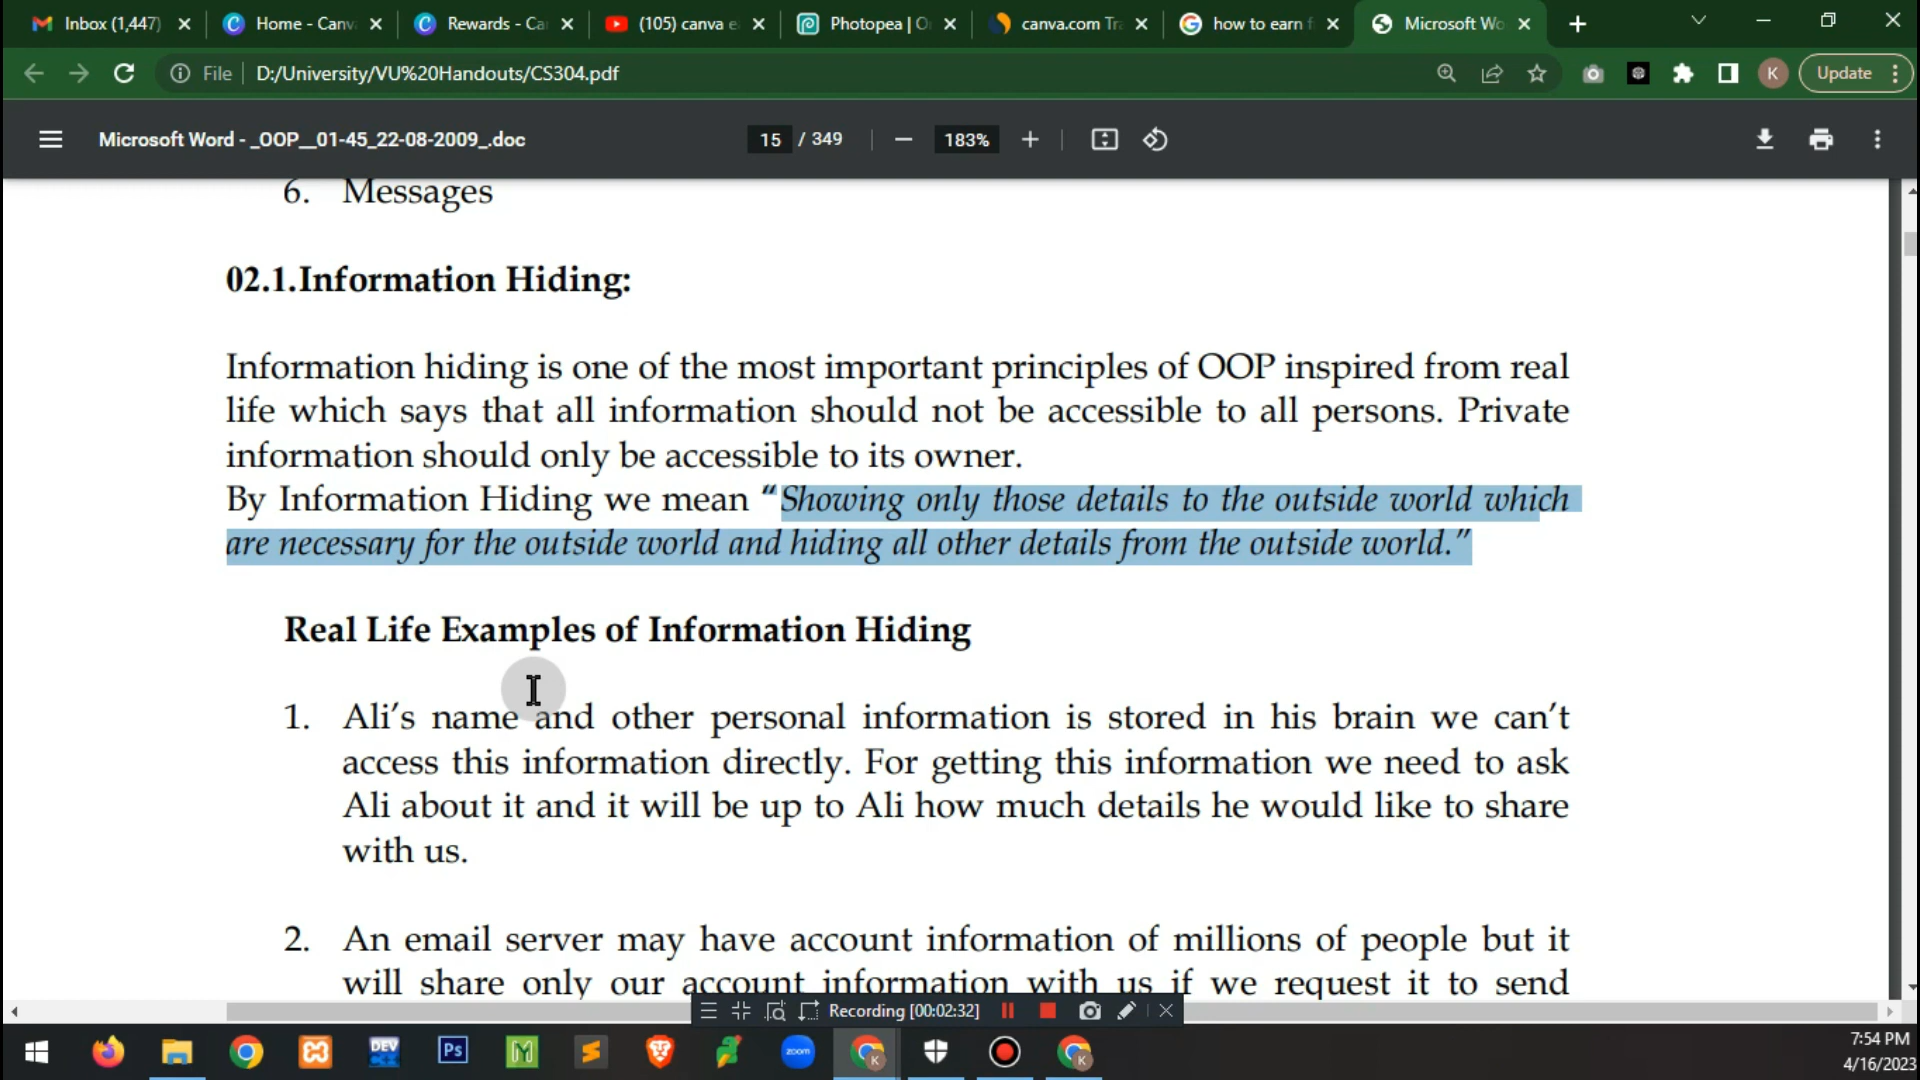 Inbox (1,447)
Home - Canv
Rewards - Ca
(105) canva e
Photopea | O
canva.com Tr
how to earn f
Microsoft Wo
File
D:/University/VU%20Handouts/CS304.pdf
K
Update
Microsoft Word - _OOP__01-45_22-08-2009_.doc
15 / 349
183%
6. Messages
02.1.Information Hiding:
Information hiding is one of the most important principles of OOP inspired from real
life which says that all information should not be accessible to all persons. Private
information should only be accessible to its owner.
By Information Hiding we mean “Showing only those details to the outside world which
are necessary for the outside world and hiding all other details from the outside world.”
Real Life Examples of Information Hiding
1. Ali’s name and other personal information is stored in his brain we can’t
access this information directly. For getting this information we need to ask
Ali about it and it will be up to Ali how much details he would like to share
with us.
2. An email server may have account information of millions of people but it
will share only our account information with us if we request it to send
Recording [00:02:32]
DEV
Ps
M
zoom
K
K
7:54 PM
4/16/2023